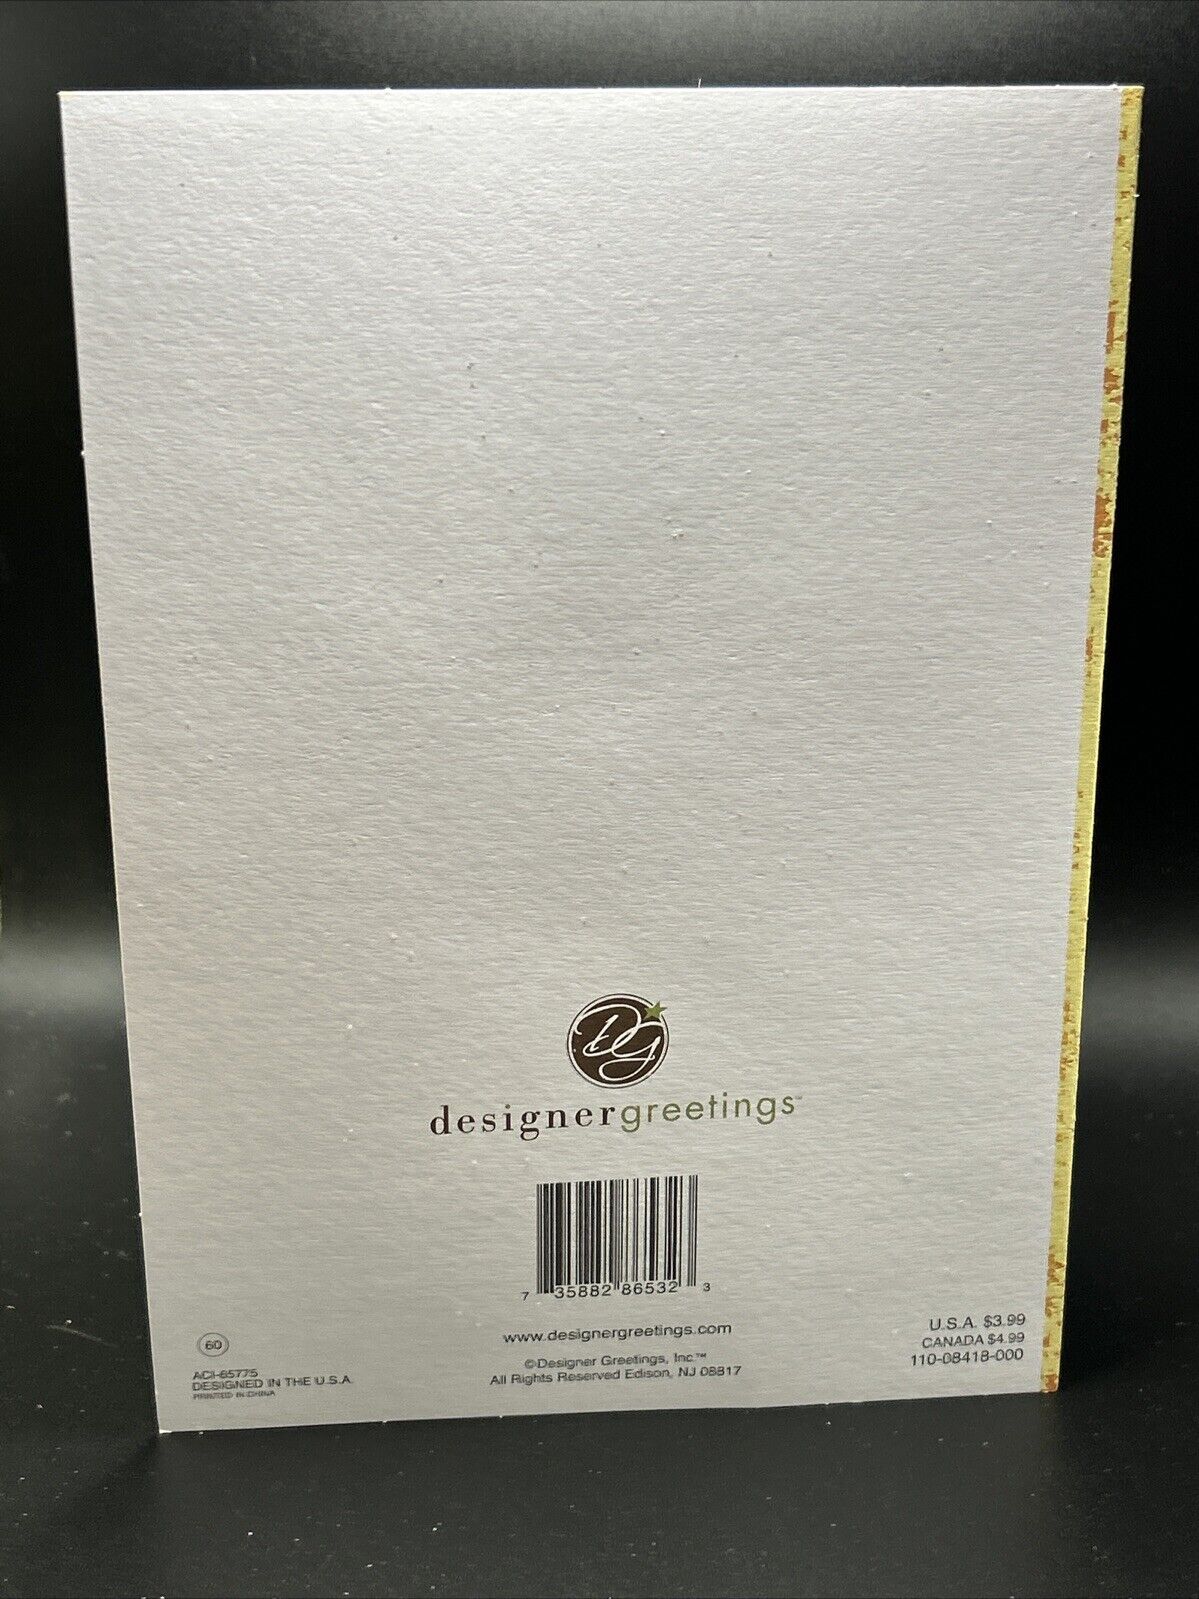 DG
designergreetings™
7 35882 86532 3
www.designergreetings.com
©Designer Greetings, Inc.™
All Rights Reserved Edison, NJ 08817
60
ACI-65775
DESIGNED IN THE U.S.A.
PRINTED IN CHINA
U.S.A. $3.99
CANADA $4.99
110-08418-000